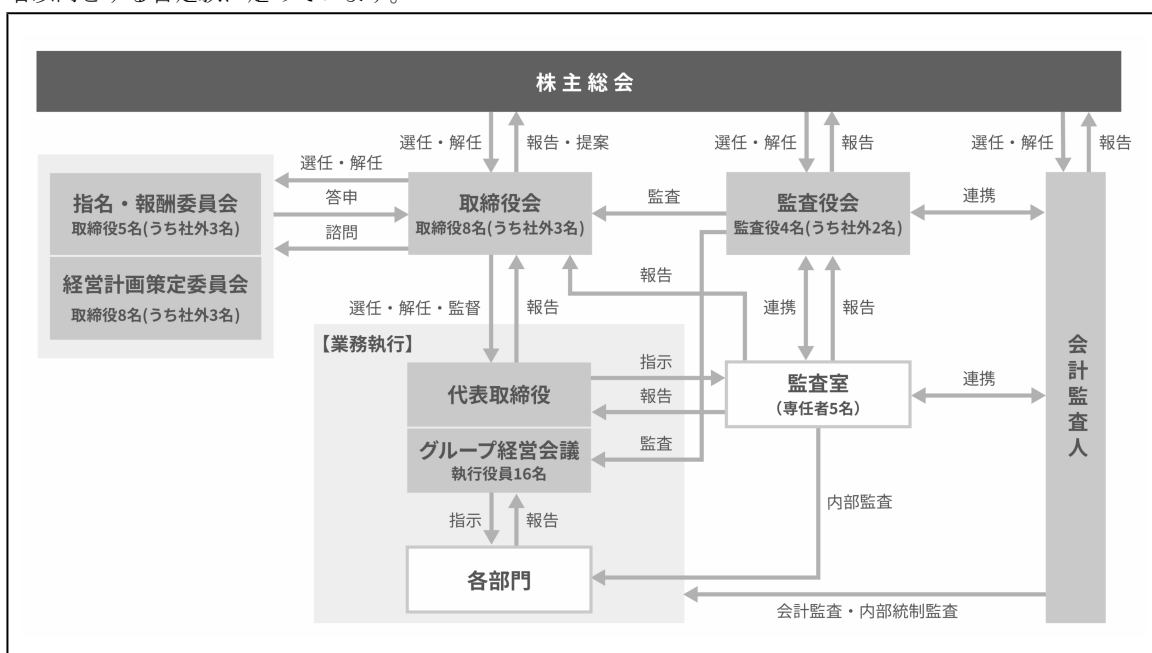 株主総会
選任・解任
報告・提案
選任・解任
報告
選任・解任
報告
選任・解任
答申
諮問
指名・報酬委員会
取締役5名(うち社外3名)
経営計画策定委員会
取締役8名(うち社外3名)
取締役会
取締役8名(うち社外3名)
監査
監査役会
監査役4名(うち社外2名)
連携
選任・解任・監督
報告
報告
連携
報告
【業務執行】
代表取締役
グループ経営会議
執行役員16名
指示
報告
監査
監査室
(専任者5名)
連携
会計監査人
指示
報告
内部監査
各部門
会計監査・内部統制監査